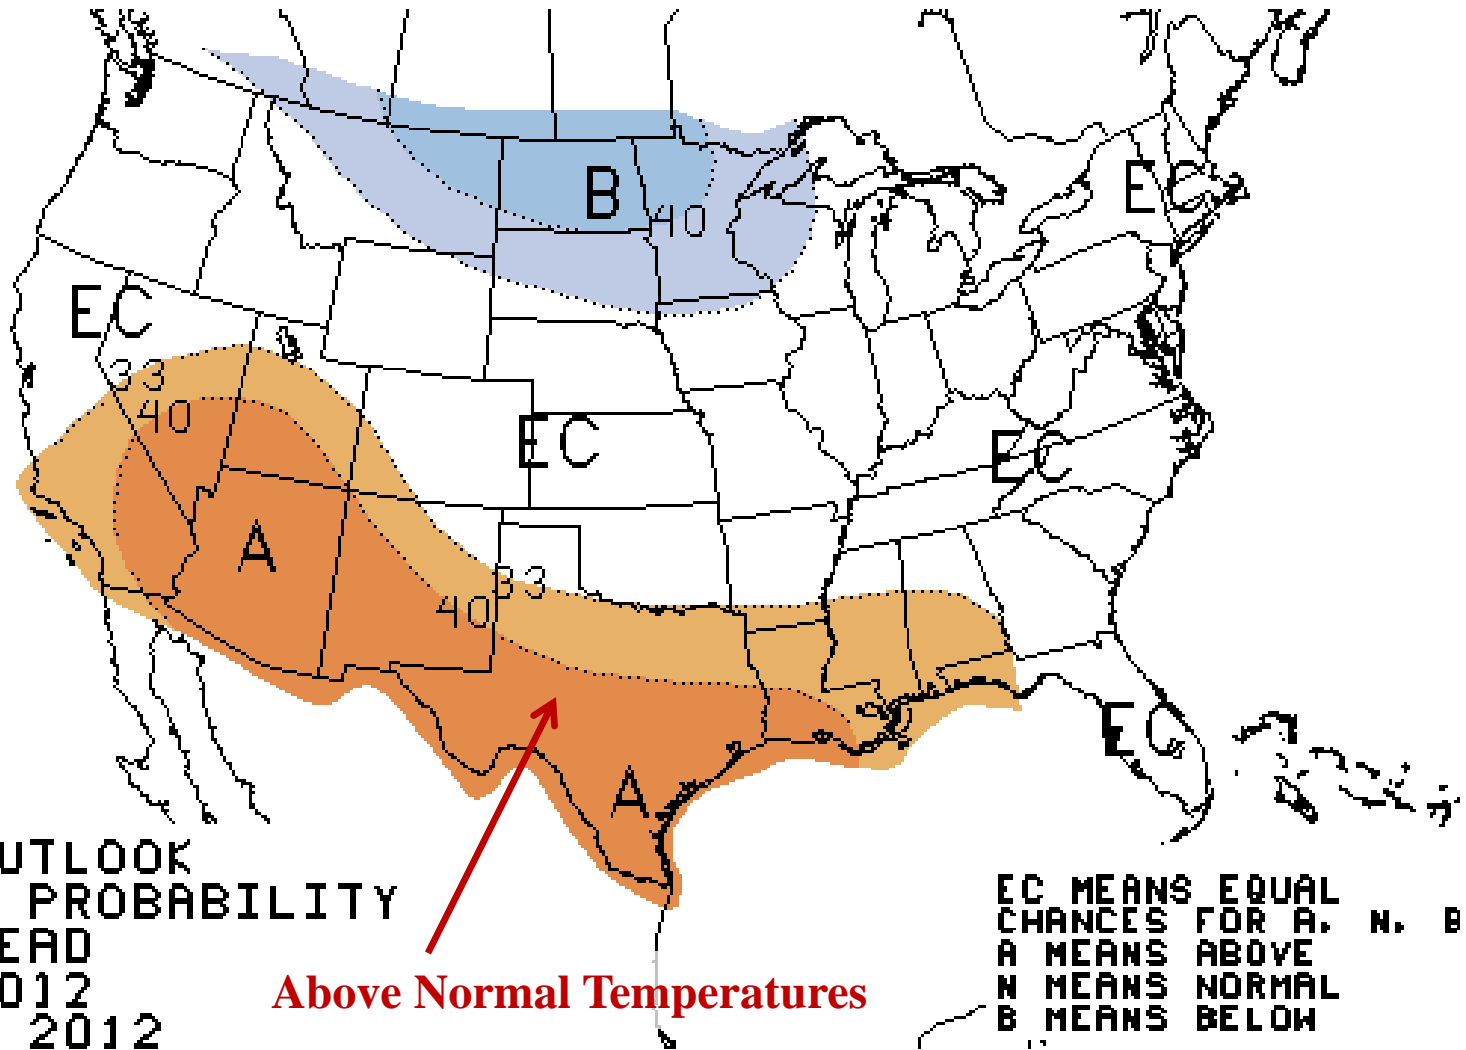 B
40
EC
EC
33
40
EC
EC
A
33
40
EC
A
UTLOOK
PROBABILITY
EAD
012
2012
EC MEANS EQUAL
CHANCES FOR A, N, B
A MEANS ABOVE
N MEANS NORMAL
B MEANS BELOW
Above Normal Temperatures